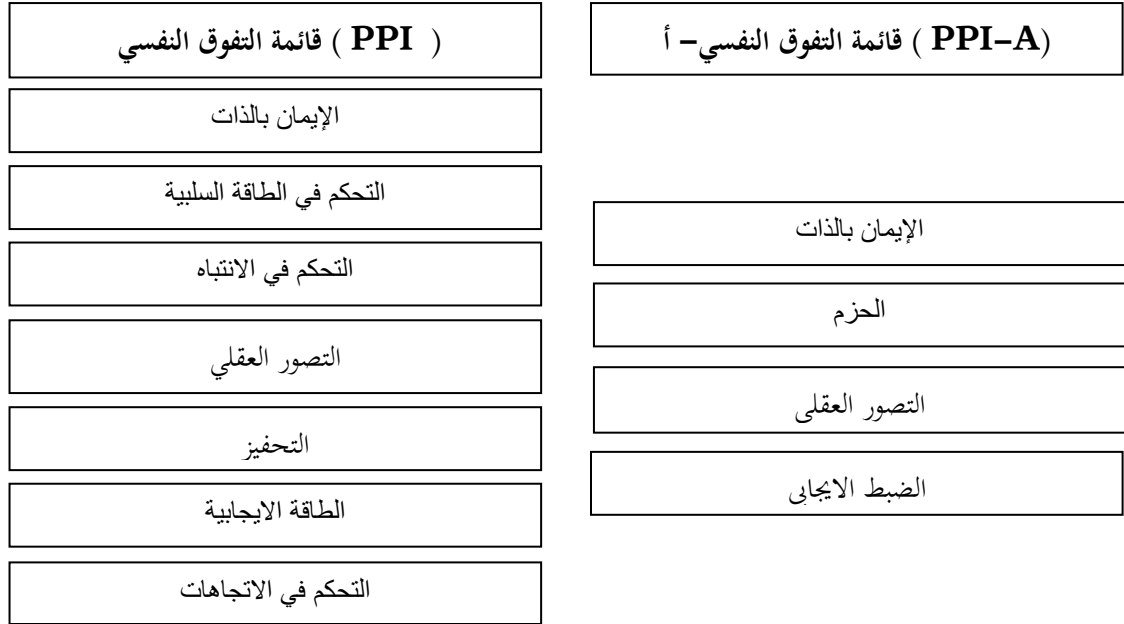 (PPI-A ) قائمة التفوق النفسي- أ
الإيمان بالذات
الحزم
التصور العقلى
الضبط الايجابى
( PPI ) قائمة التفوق النفسي
الإيمان بالذات
التحكم في الطاقة السلبية
التحكم في الانتباه
التصور العقلي
التحفيز
الطاقة الايجابية
التحكم في الاتجاهات